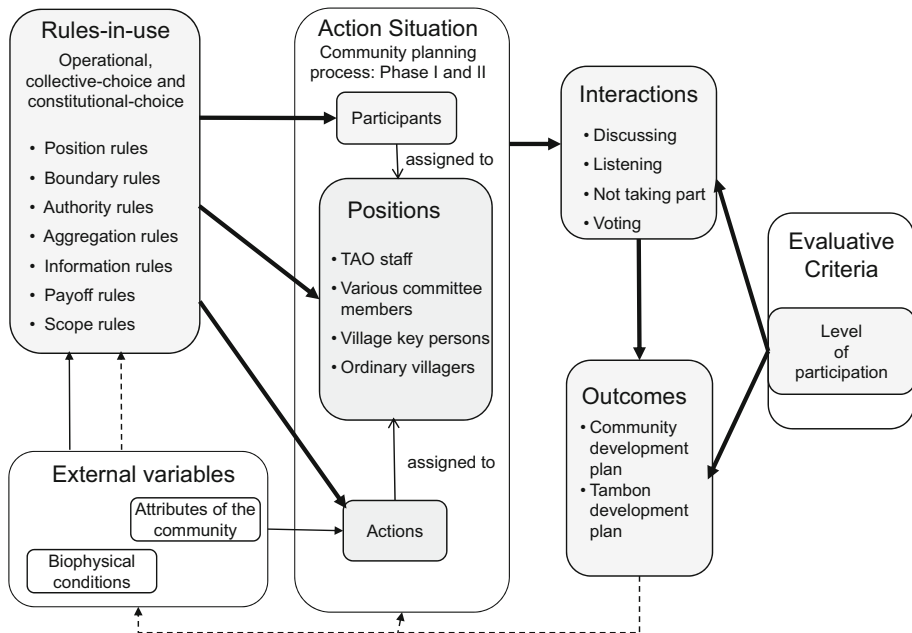 Rules-in-use
Operational,
collective-choice and
constitutional-choice
• Position rules
• Boundary rules
• Authority rules
• Aggregation rules
• Information rules
• Payoff rules
• Scope rules
External variables
Attributes of the
community
Biophysical
conditions
Action Situation
Community planning
process: Phase I and II
Participants
assigned to
Positions
• TAO staff
• Various committee
members
• Village key persons
• Ordinary villagers
assigned to
Actions
Interactions
• Discussing
• Listening
• Not taking part
• Voting
Outcomes
• Community
development
plan
• Tambon
development
plan
Evaluative
Criteria
Level
of
participation